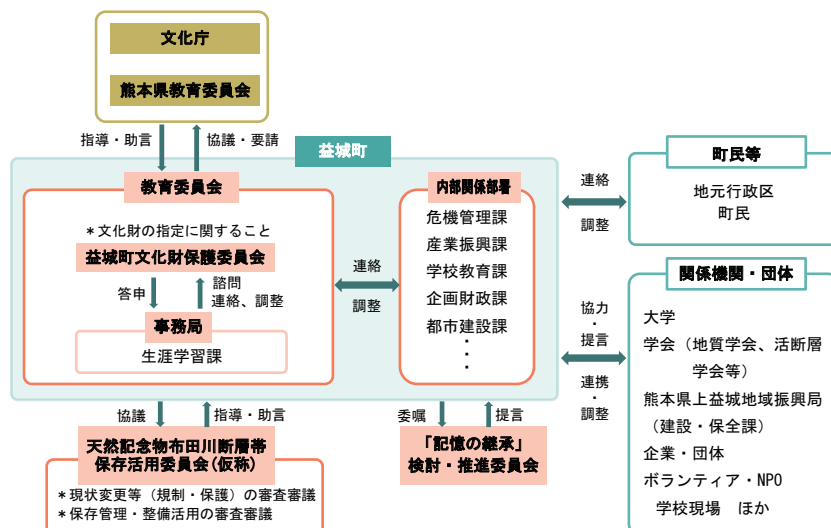 文化庁
熊本県教育委員会
指導・助言
協議・要請
益城町
教育委員会
＊文化財の指定に関すること
益城町文化財保護委員会
答申
諮問
連絡、調整
事務局
生涯学習課
連絡
調整
内部関係部署
危機管理課
産業振興課
学校教育課
企画財政課
都市建設課
・
・
・
連絡
調整
町民等
地元行政区
町民
協力
・
提言
連携
・
調整
関係機関・団体
大学
学会（地質学会、活断層
学会等）
熊本県上益城地域振興局
（建設・保全課）
企業・団体
ボランティア・NPO
学校現場 ほか
協議
指導・助言
天然記念物布田川断層帯
保存活用委員会（仮称）
＊現状変更等（規制・保護）の審査審議
＊保存管理・整備活用の審査審議
委嘱
提言
「記憶の継承」
検討・推進委員会